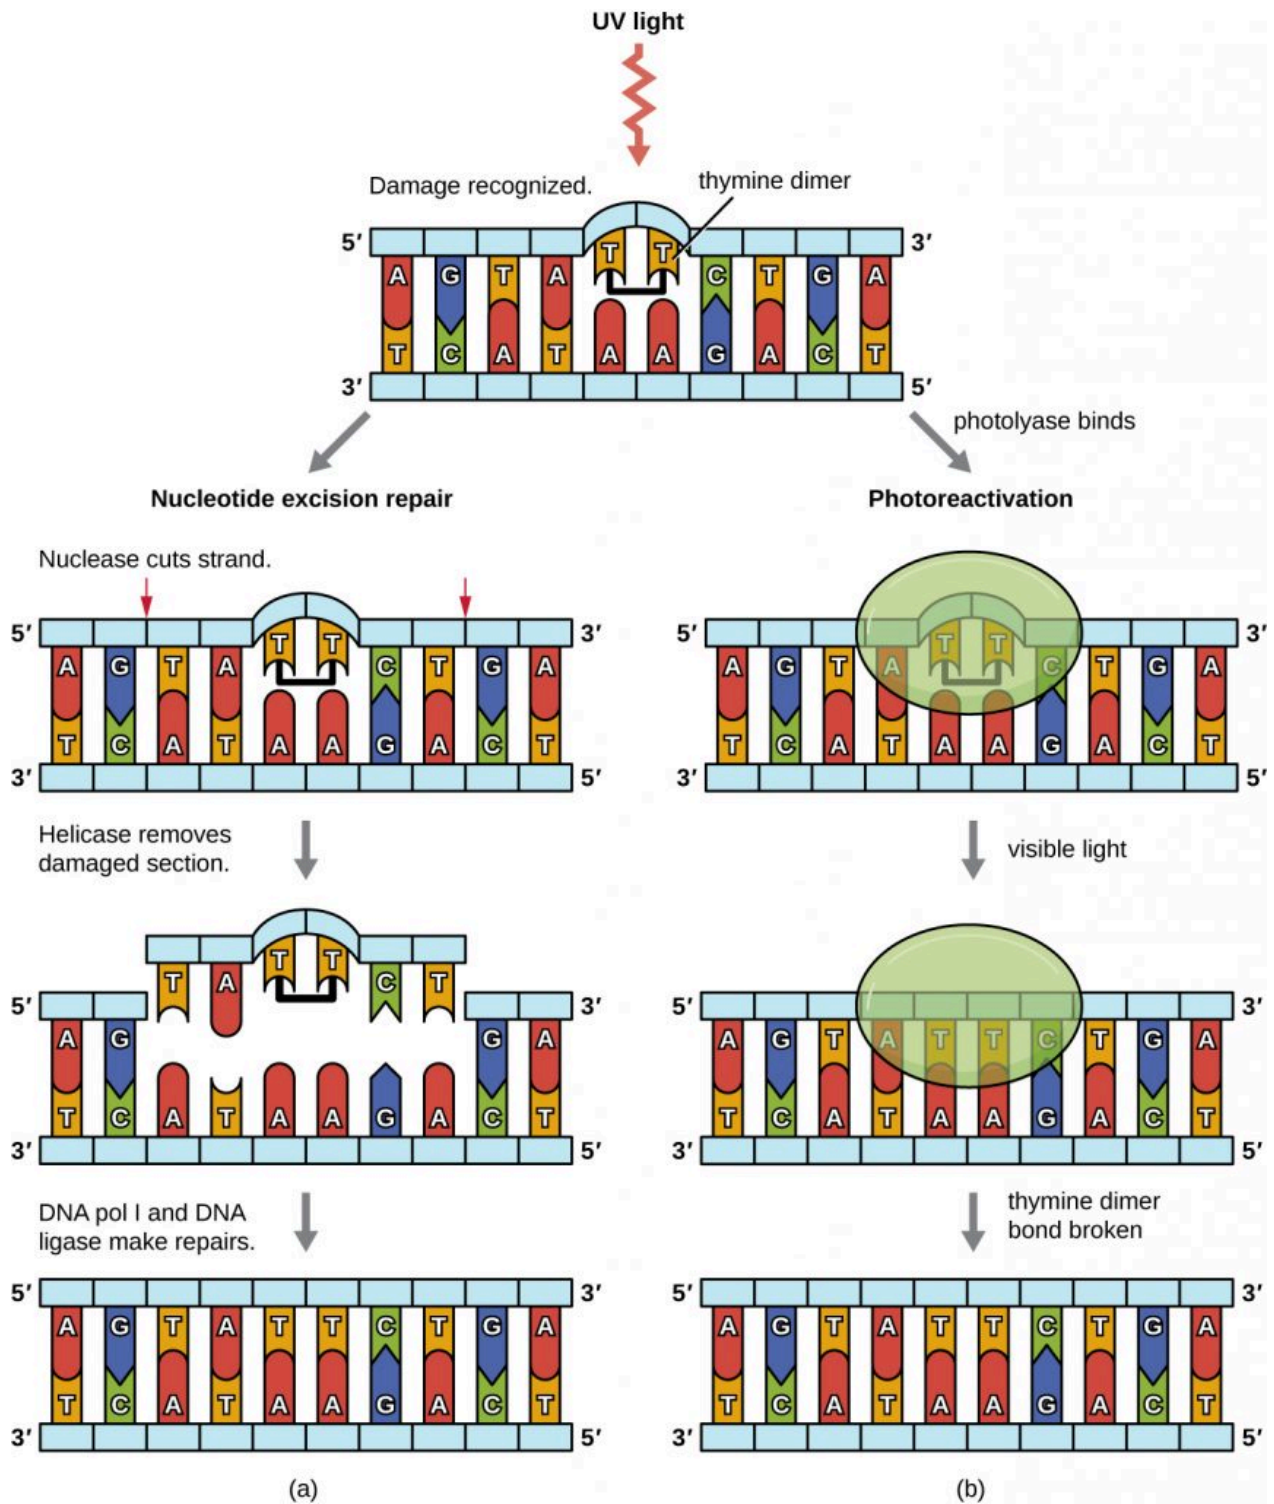 UV light
Damage recognized.
thymine dimer
5′ 3′
A G T A T T C T G A
T C A T A A G A C T
3′ 5′
photolyase binds
Nucleotide excision repair
Nuclease cuts strand.
5′ 3′
A G T A T T C T G A
T C A T A A G A C T
3′ 5′
Helicase removes
damaged section.
T A T T C T
5′ 3′
A G G A
T C A T A A G A C T
3′ 5′
DNA pol I and DNA
ligase make repairs.
5′ 3′
A G T A T T C T G A
T C A T A A G A C T
3′ 5′
(a)
Photoreactivation
5′ 3′
A G T A T T C T G A
T C A T A A G A C T
3′ 5′
visible light
5′ 3′
A G T A T T C T G A
T C A T A A G A C T
3′ 5′
thymine dimer
bond broken
5′ 3′
A G T A T T C T G A
T C A T A A G A C T
3′ 5′
(b)